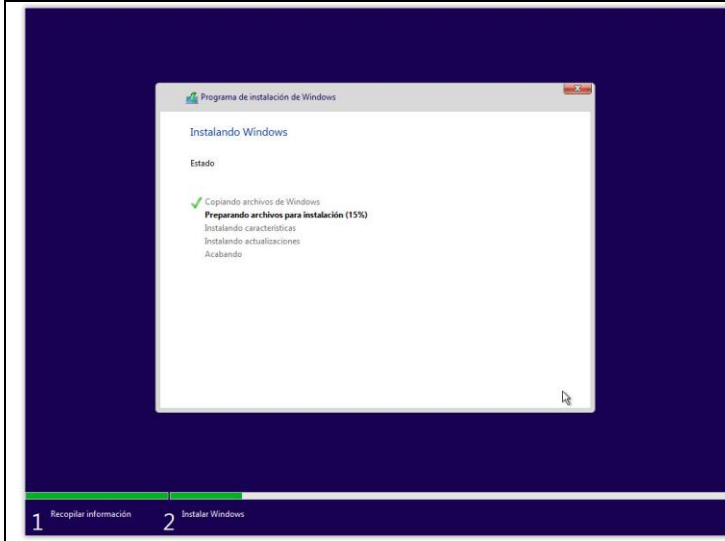 Programa de instalación de Windows
Instalando Windows
Estado
Copiando archivos de Windows
Preparando archivos para instalación (15%)
Instalando características
Instalando actualizaciones
Acabando
1 Recopilar información
2 Instalar Windows